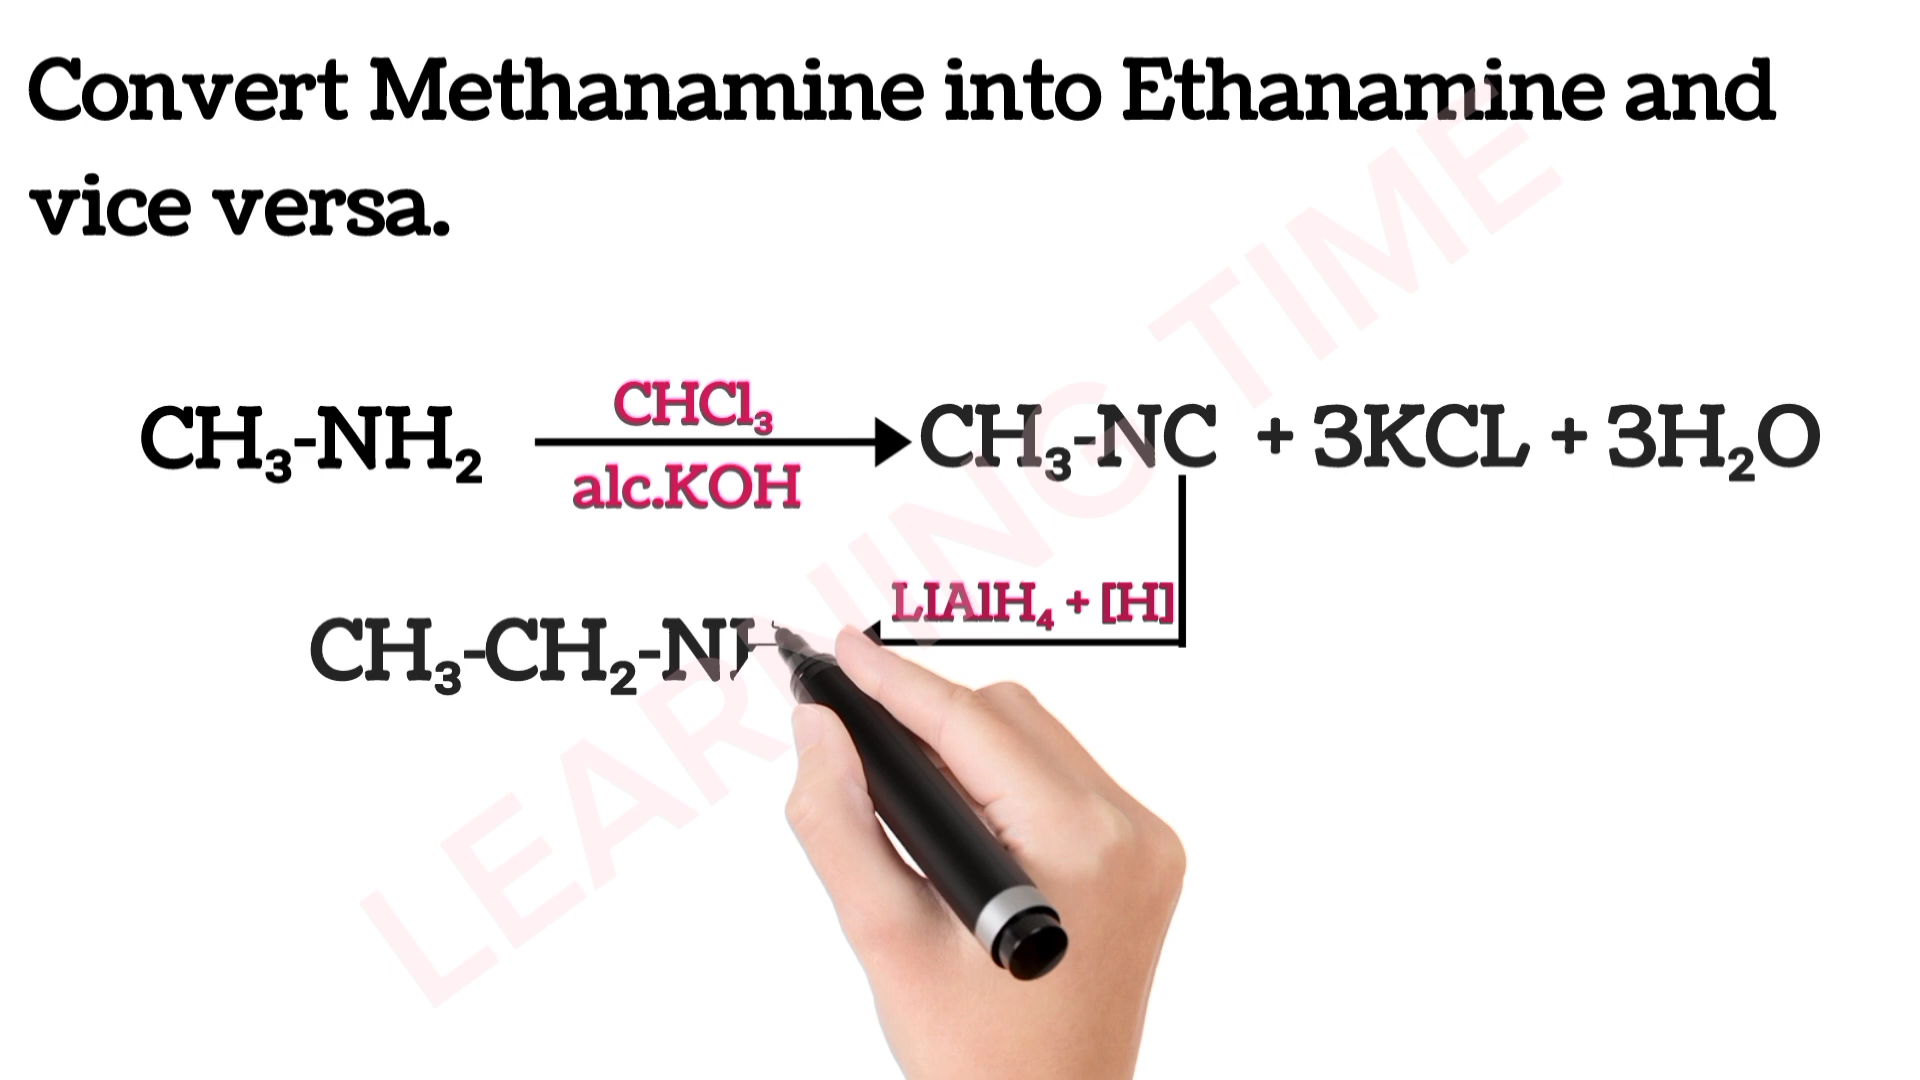 Convert Methanamine into Ethanamine and
vice versa.
CHCl₃
CH₃-NH₂ CH₃-NC + 3KCL + 3H₂O
alc.KOH
LIAlH₄ + [H]
CH₃-CH₂-N
LEARNING TIME